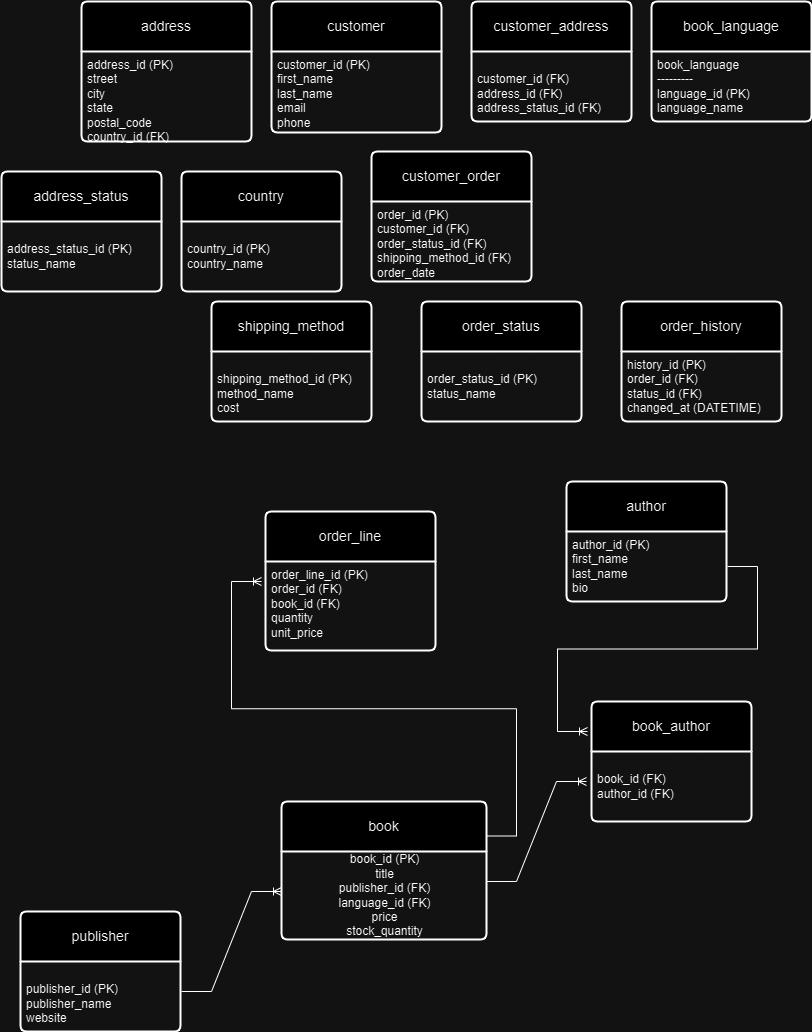 address
address_id (PK)
street
city
state
postal_code
country_id (FK)
customer
customer_id (PK)
first_name
last_name
email
phone
customer_address
customer_id (FK)
address_id (FK)
address_status_id (FK)
book_language
book_language
---------
language_id (PK)
language_name
address_status
address_status_id (PK)
status_name
country
country_id (PK)
country_name
customer_order
order_id (PK)
customer_id (FK)
order_status_id (FK)
shipping_method_id (FK)
order_date
shipping_method
shipping_method_id (PK)
method_name
cost
order_status
order_status_id (PK)
status_name
order_history
history_id (PK)
order_id (FK)
status_id (FK)
changed_at (DATETIME)
order_line
order_line_id (PK)
order_id (FK)
book_id (FK)
quantity
unit_price
author
author_id (PK)
first_name
last_name
bio
book_author
book_id (FK)
author_id (FK)
book
book_id (PK)
title
publisher_id (FK)
language_id (FK)
price
stock_quantity
publisher
publisher_id (PK)
publisher_name
website